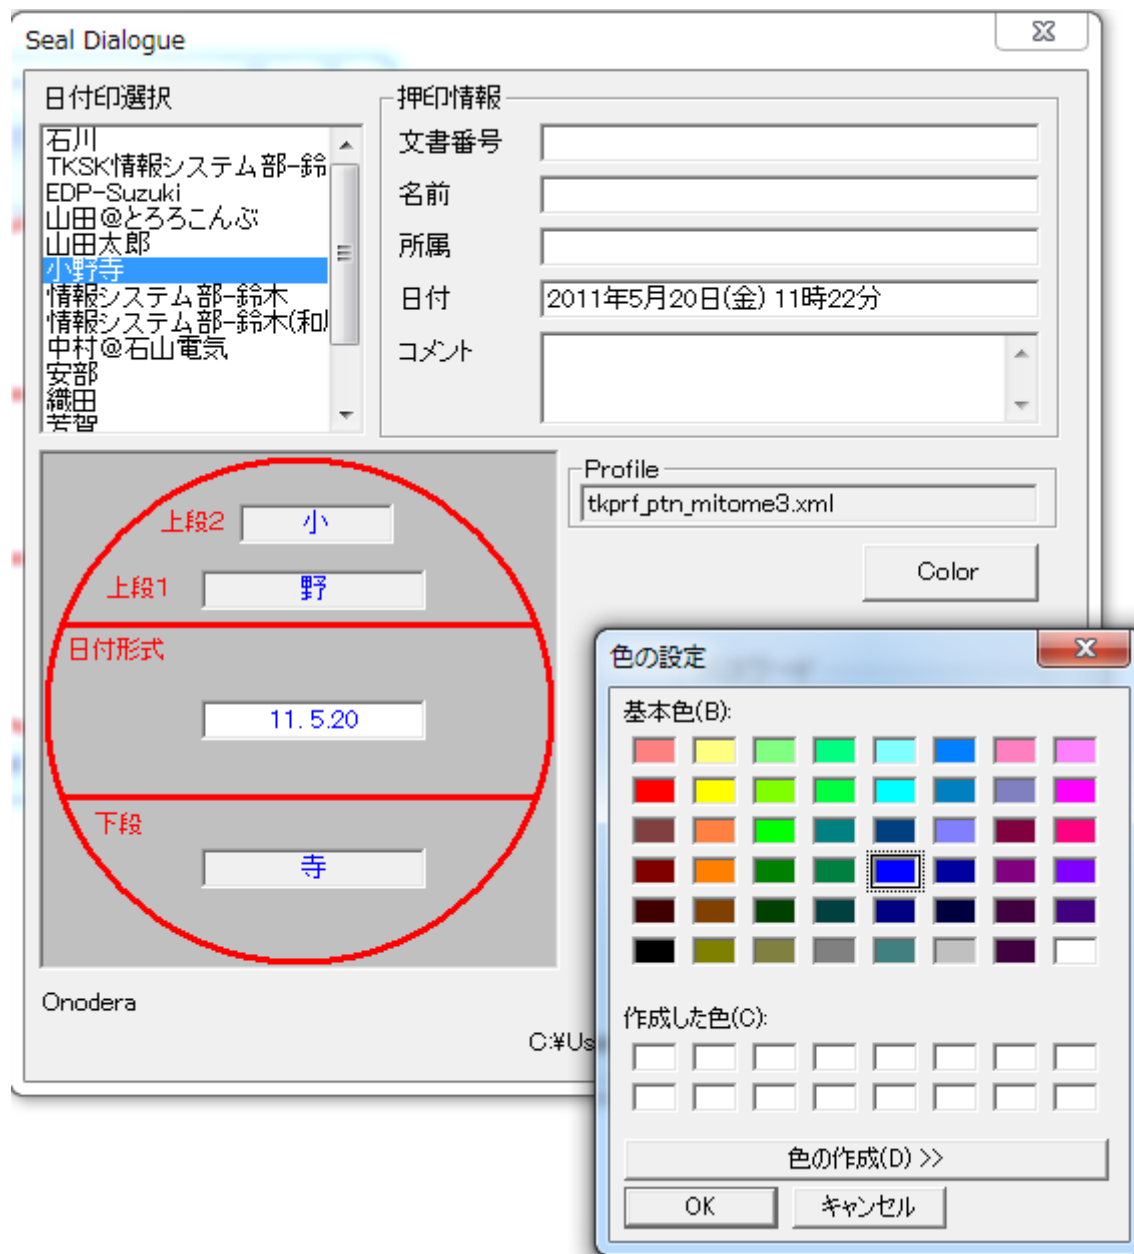 Seal Dialogue
日付印選択
石川
TKSK情報システム部-鈴
EDP-Suzuki
山田@とろろこんぶ
山田太郎
小野寺
情報システム部-鈴木
情報システム部-鈴木(和
中村@石山電気
安部
織田
芳賀
押印情報
文書番号
名前
所属
日付 2011年5月20日(金) 11時22分
コメント
上段2 小
上段1 野
日付形式
11. 5.20
下段
寺
Onodera
Profile
tkprf_ptn_mitome3.xml
Color
C:¥Us
色の設定
基本色(B):
作成した色(C):
色の作成(D) >>
OK キャンセル